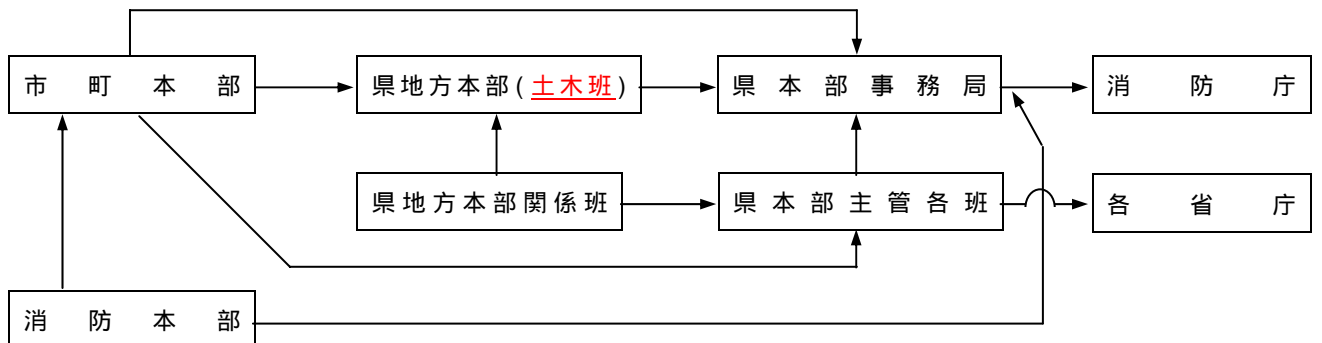 市町本部
県地方本部(土木班)
県本部事務局
消防庁
県地方本部関係班
県本部主管各班
各省庁
消防本部